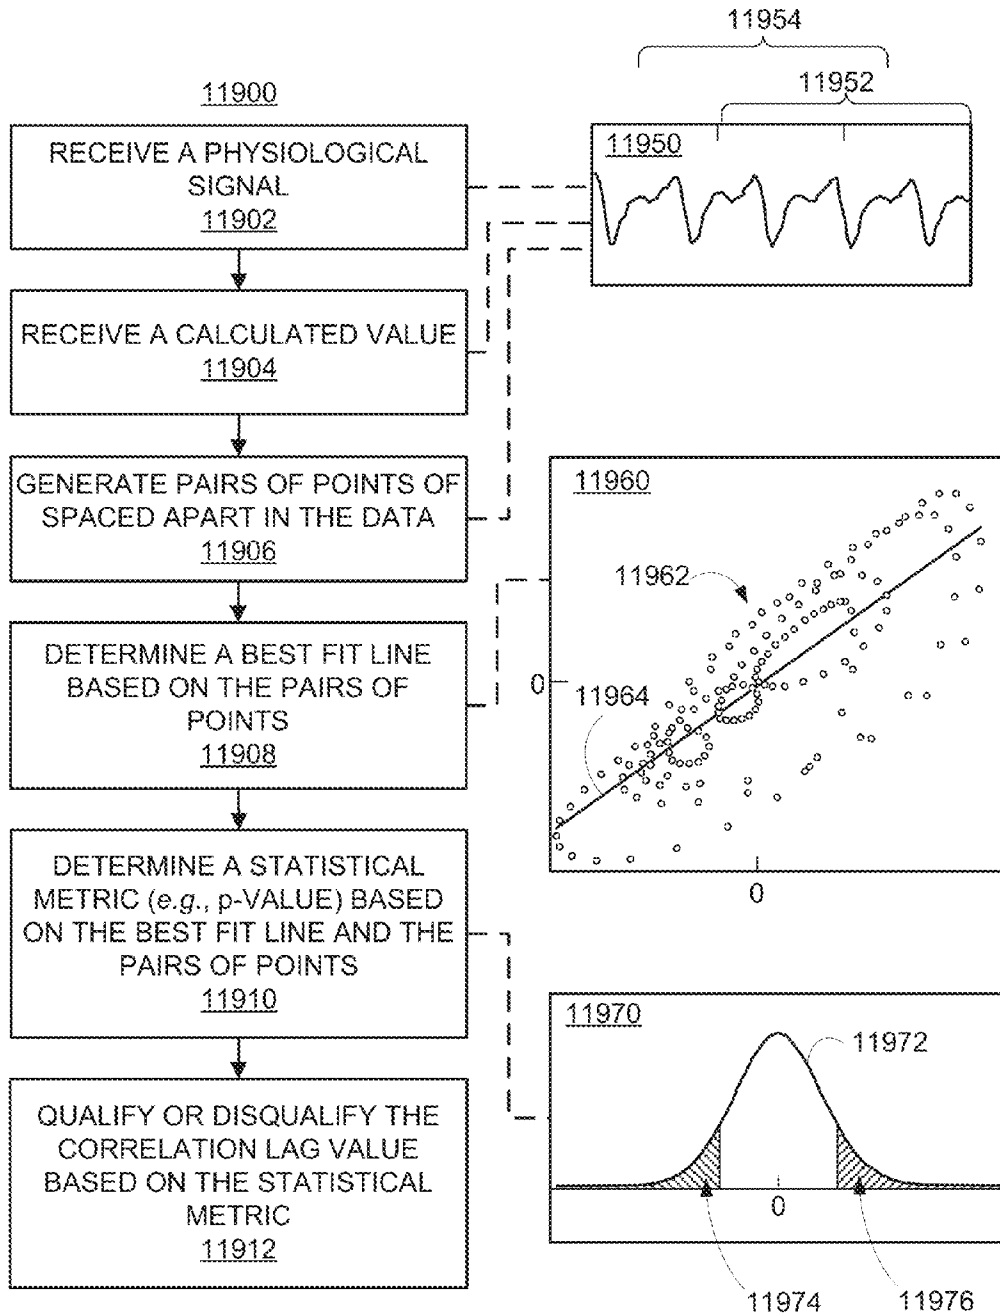 11900
RECEIVE A PHYSIOLOGICAL
SIGNAL
11902
RECEIVE A CALCULATED VALUE
11904
GENERATE PAIRS OF POINTS OF
SPACED APART IN THE DATA
11906
DETERMINE A BEST FIT LINE
BASED ON THE PAIRS OF
POINTS
11908
DETERMINE A STATISTICAL
METRIC (e.g., p-VALUE) BASED
ON THE BEST FIT LINE AND THE
PAIRS OF POINTS
11910
QUALIFY OR DISQUALIFY THE
CORRELATION LAG VALUE
BASED ON THE STATISTICAL
METRIC
11912
11954
11952
11950
11960
11962
0
11964
0
11970
11972
0
11974
11976